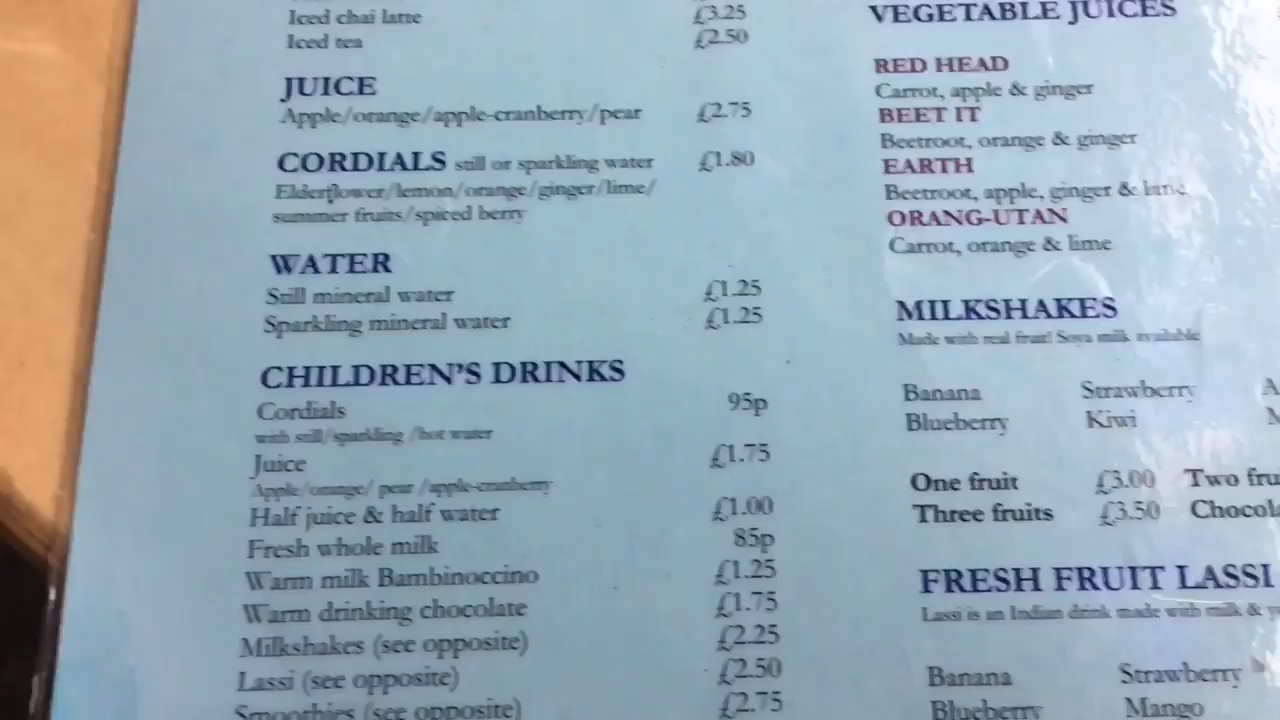 Iced chai latte £3.25
Iced tea £2.50
JUICE
Apple/orange/apple-cranberry/pear £2.75
CORDIALS still or sparkling water £1.80
Elderflower/lemon/orange/ginger/lime/
summer fruits/spiced berry
WATER
Still mineral water £1.25
Sparkling mineral water £1.25
CHILDREN'S DRINKS
Cordials 95p
with still/sparkling /hot water
Juice £1.75
Apple/orange/ pear /apple-cranberry
Half juice & half water £1.00
Fresh whole milk 85p
Warm milk Bambinoccino £1.25
Warm drinking chocolate £1.75
Milkshakes (see opposite) £2.25
Lassi (see opposite) £2.50
Smoothies (see opposite) £2.75
VEGETABLE JUICES
RED HEAD
Carrot, apple & ginger
BEET IT
Beetroot, orange & ginger
EARTH
Beetroot, apple, ginger & lime
ORANG-UTAN
Carrot, orange & lime
MILKSHAKES
Made with real fruit! Soya milk available
Banana Strawberry A
Blueberry Kiwi
One fruit £3.00 Two fru
Three fruits £3.50 Chocol
FRESH FRUIT LASSI
Lassi is an Indian drink made with milk & y
Banana Strawberry
Blueberry Mango